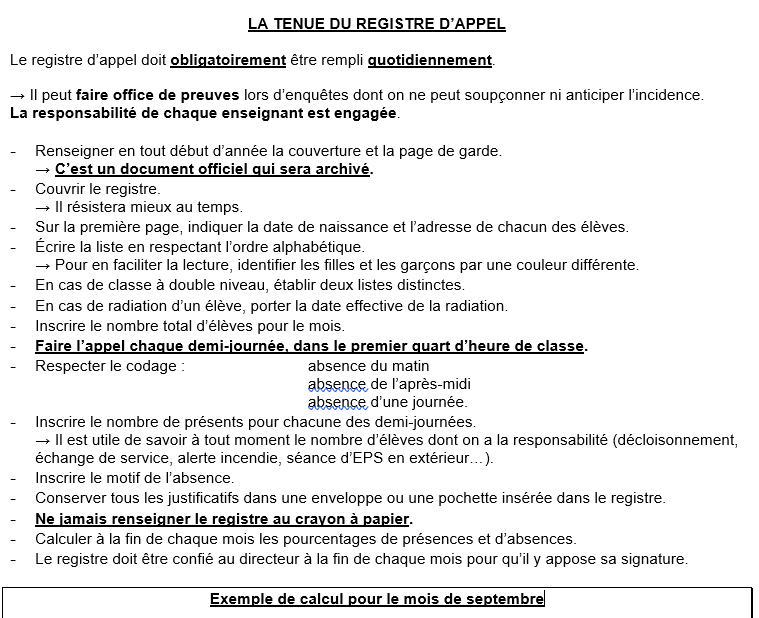 LA TENUE DU REGISTRE D’APPEL
Le registre d’appel doit obligatoirement être rempli quotidiennement.
→ Il peut faire office de preuves lors d’enquêtes dont on ne peut soupçonner ni anticiper l’incidence.
La responsabilité de chaque enseignant est engagée.
- Renseigner en tout début d’année la couverture et la page de garde.
→ C’est un document officiel qui sera archivé.
- Couvrir le registre.
→ Il résistera mieux au temps.
- Sur la première page, indiquer la date de naissance et l’adresse de chacun des élèves.
- Écrire la liste en respectant l’ordre alphabétique.
→ Pour en faciliter la lecture, identifier les filles et les garçons par une couleur différente.
- En cas de classe à double niveau, établir deux listes distinctes.
- En cas de radiation d’un élève, porter la date effective de la radiation.
- Inscrire le nombre total d’élèves pour le mois.
- Faire l’appel chaque demi-journée, dans le premier quart d’heure de classe.
- Respecter le codage : absence du matin
absence de l’après-midi
absence d’une journée.
- Inscrire le nombre de présents pour chacune des demi-journées.
→ Il est utile de savoir à tout moment le nombre d’élèves dont on a la responsabilité (décloisonnement,
échange de service, alerte incendie, séance d’EPS en extérieur…).
- Inscrire le motif de l’absence.
- Conserver tous les justificatifs dans une enveloppe ou une pochette insérée dans le registre.
- Ne jamais renseigner le registre au crayon à papier.
- Calculer à la fin de chaque mois les pourcentages de présences et d’absences.
- Le registre doit être confié au directeur à la fin de chaque mois pour qu’il y appose sa signature.
Exemple de calcul pour le mois de septembre